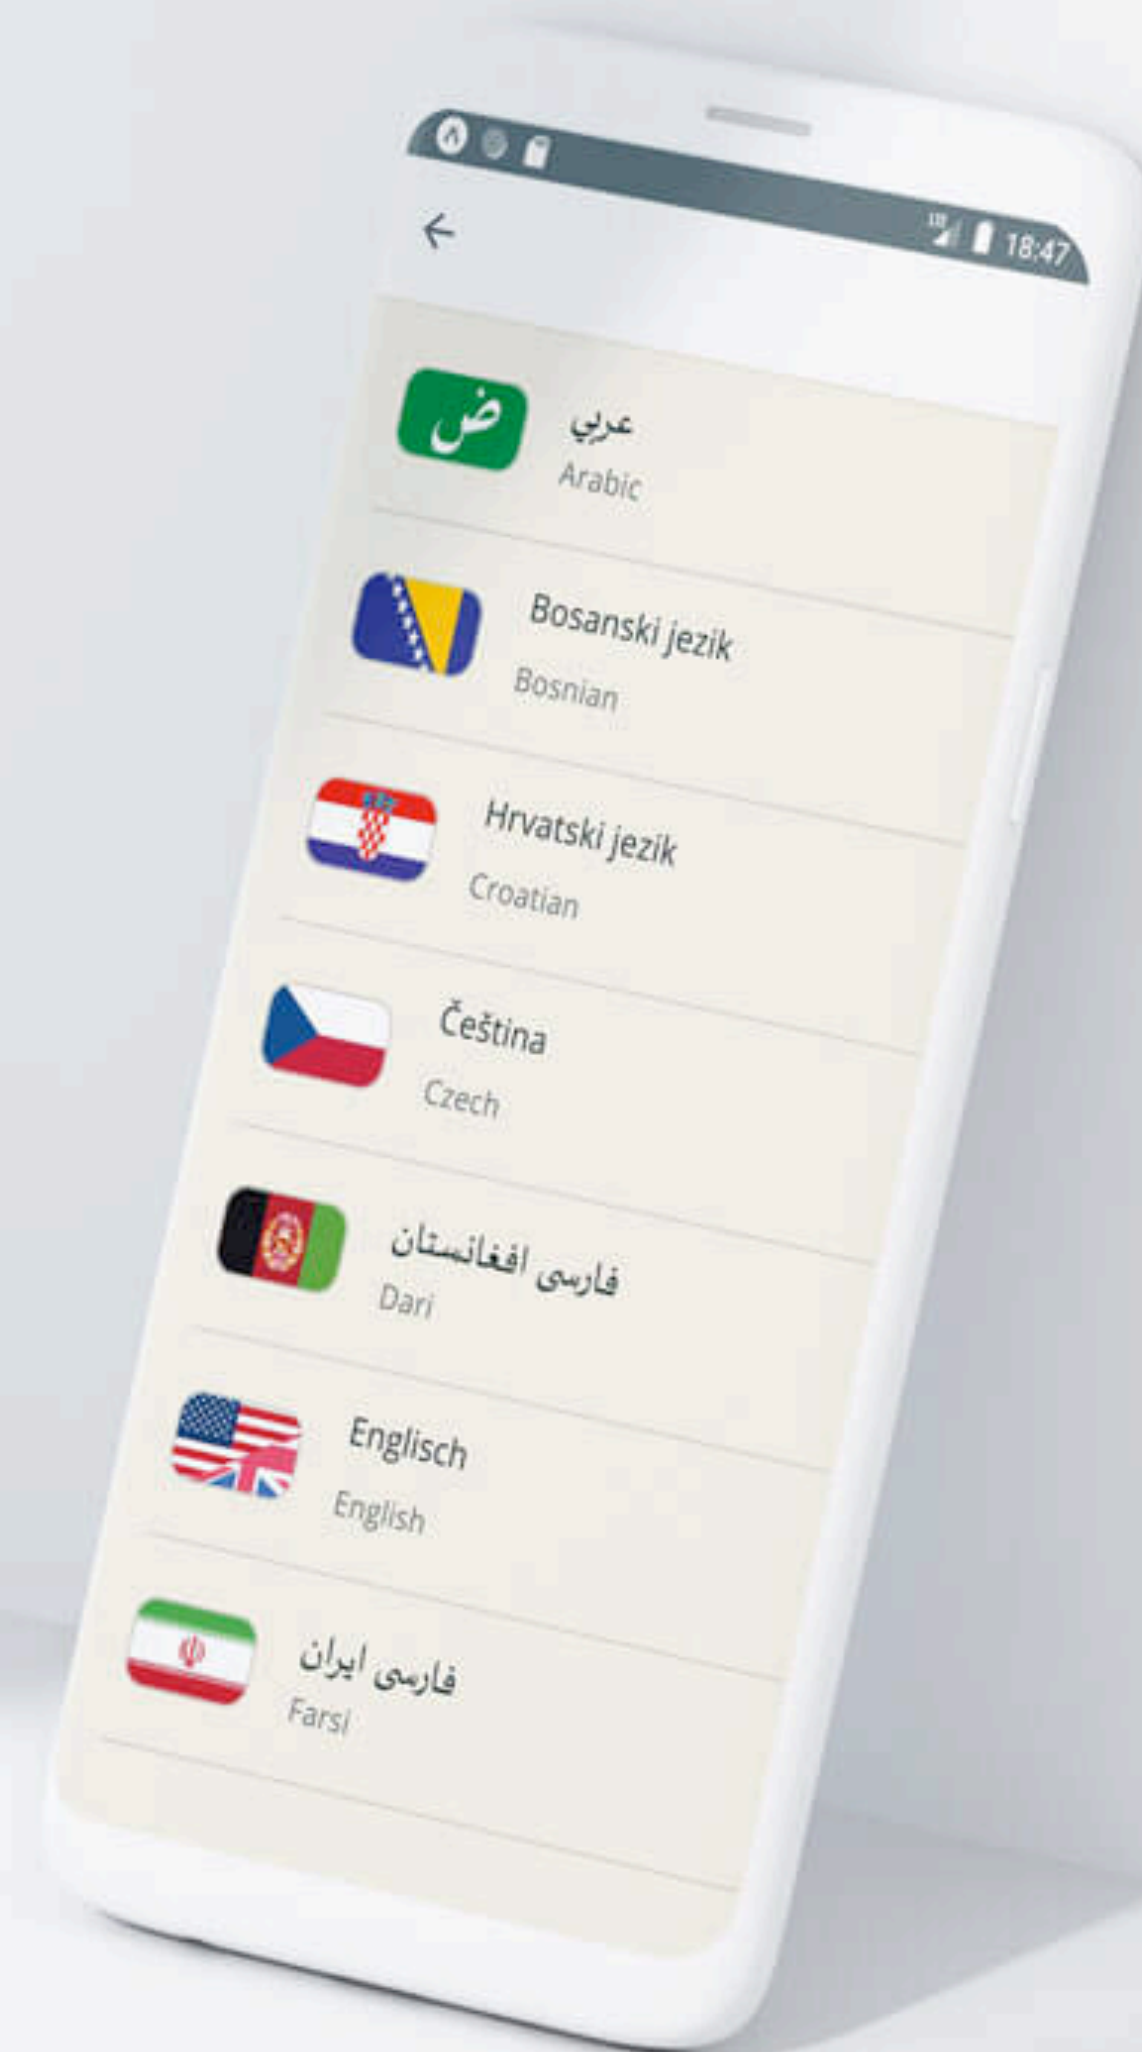 LTE 18:47
ض
عربي
Arabic
Bosanski jezik
Bosnian
Hrvatski jezik
Croatian
Čeština
Czech
فارسی افغانستان
Dari
Englisch
English
فارسی ایران
Farsi